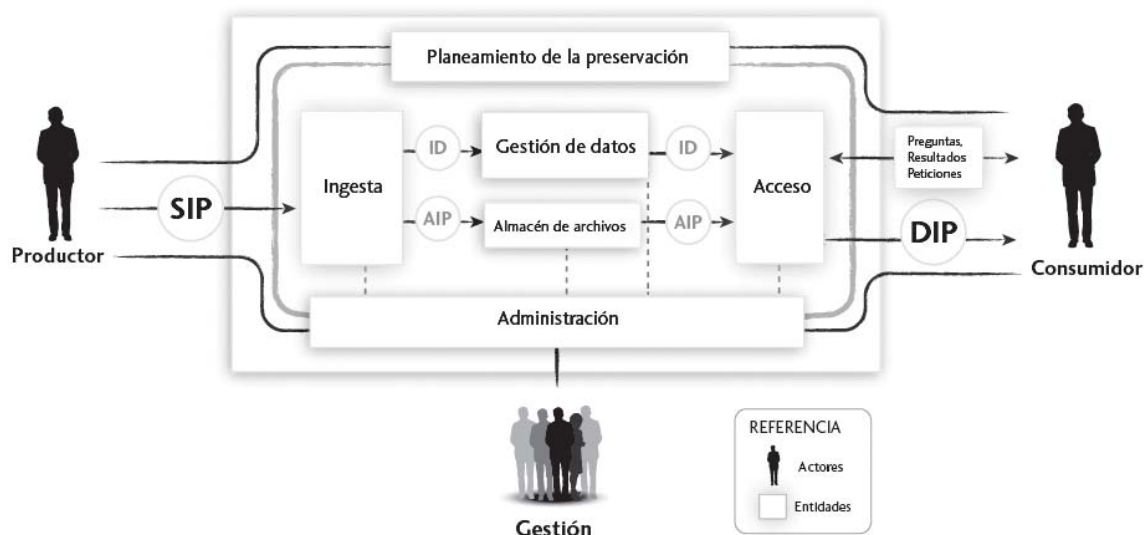 Planeamiento de la preservación
ID
Gestión de datos
ID
Preguntas,
Resultados
Peticiones
Ingesta
Acceso
SIP
AIP
Almacén de archivos
AIP
DIP
Productor
Consumidor
Administración
REFERENCIA
Actores
Entidades
Gestión